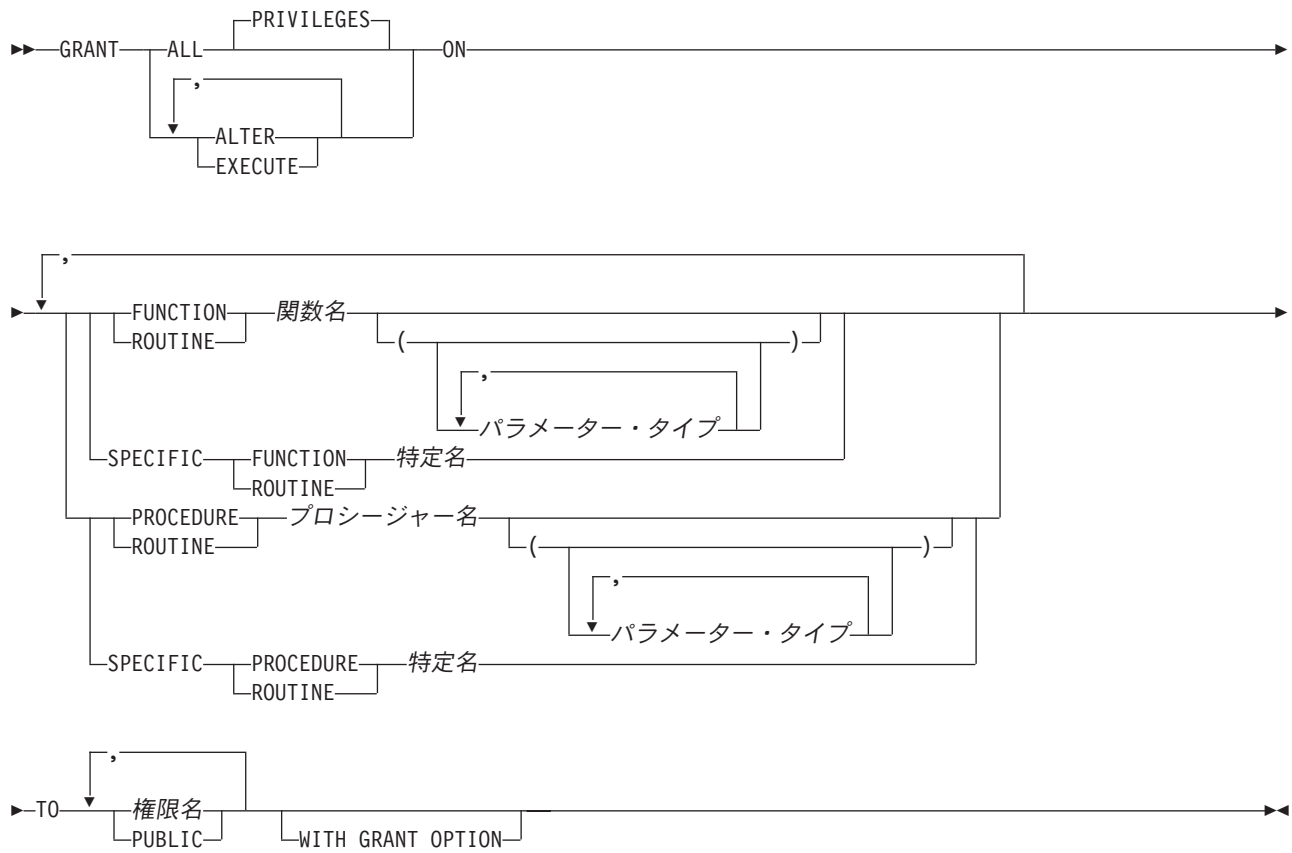 PRIVILEGES
GRANT ALL ON
,
ALTER
EXECUTE
,
FUNCTION 関数名
ROUTINE ( )
,
パラメーター・タイプ
SPECIFIC FUNCTION 特定名
ROUTINE
PROCEDURE プロシージャー名
ROUTINE ( )
,
パラメーター・タイプ
SPECIFIC PROCEDURE 特定名
ROUTINE
,
TO 権限名
PUBLIC WITH GRANT OPTION